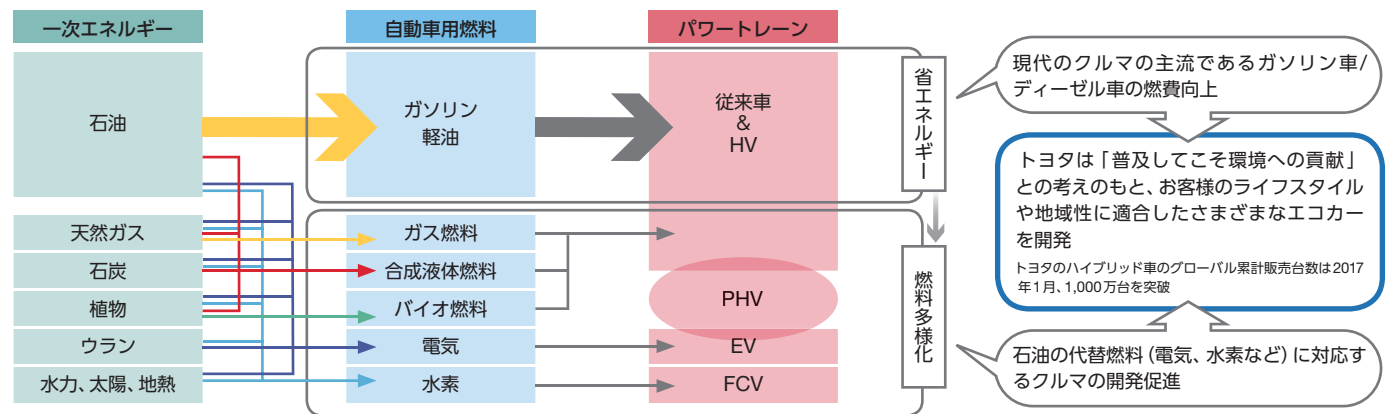 一次エネルギー
自動車用燃料
パワートレーン
石油
ガソリン
軽油
従来車
&
HV
天然ガス
石炭
植物
ウラン
水力、太陽、地熱
ガス燃料
合成液体燃料
バイオ燃料
電気
水素
PHV
EV
FCV
省エネルギー
燃料多様化
現代のクルマの主流であるガソリン車/
ディーゼル車の燃費向上
トヨタは「普及してこそ環境への貢献」
との考えのもと、お客様のライフスタイル
や地域性に適合したさまざまなエコカー
を開発
トヨタのハイブリッド車のグローバル累計販売台数は2017
年1月、1,000万台を突破
石油の代替燃料(電気、水素など)に対応す
るクルマの開発促進